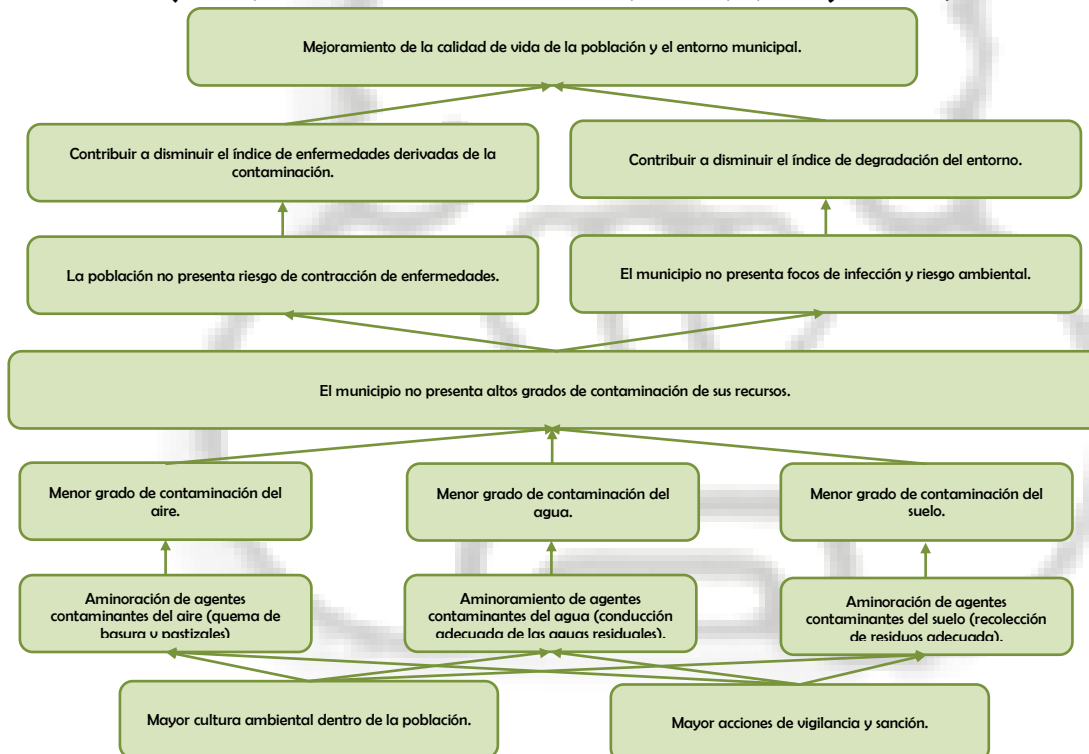 Mejoramiento de la calidad de vida de la población y el entorno municipal.
Contribuir a disminuir el índice de enfermedades derivadas de la
contaminación.
Contribuir a disminuir el índice de degradación del entorno.
La población no presenta riesgo de contracción de enfermedades.
El municipio no presenta focos de infección y riesgo ambiental.
El municipio no presenta altos grados de contaminación de sus recursos.
Menor grado de contaminación del
aire.
Menor grado de contaminación del
agua.
Menor grado de contaminación del
suelo.
Aminoración de agentes
contaminantes del aire (quema de
basura y pastizales)
Aminoramiento de agentes
contaminantes del agua (conducción
adecuada de las aguas residuales).
Aminoración de agentes
contaminantes del suelo (recolección
de residuos adecuada).
Mayor cultura ambiental dentro de la población.
Mayor acciones de vigilancia y sanción.